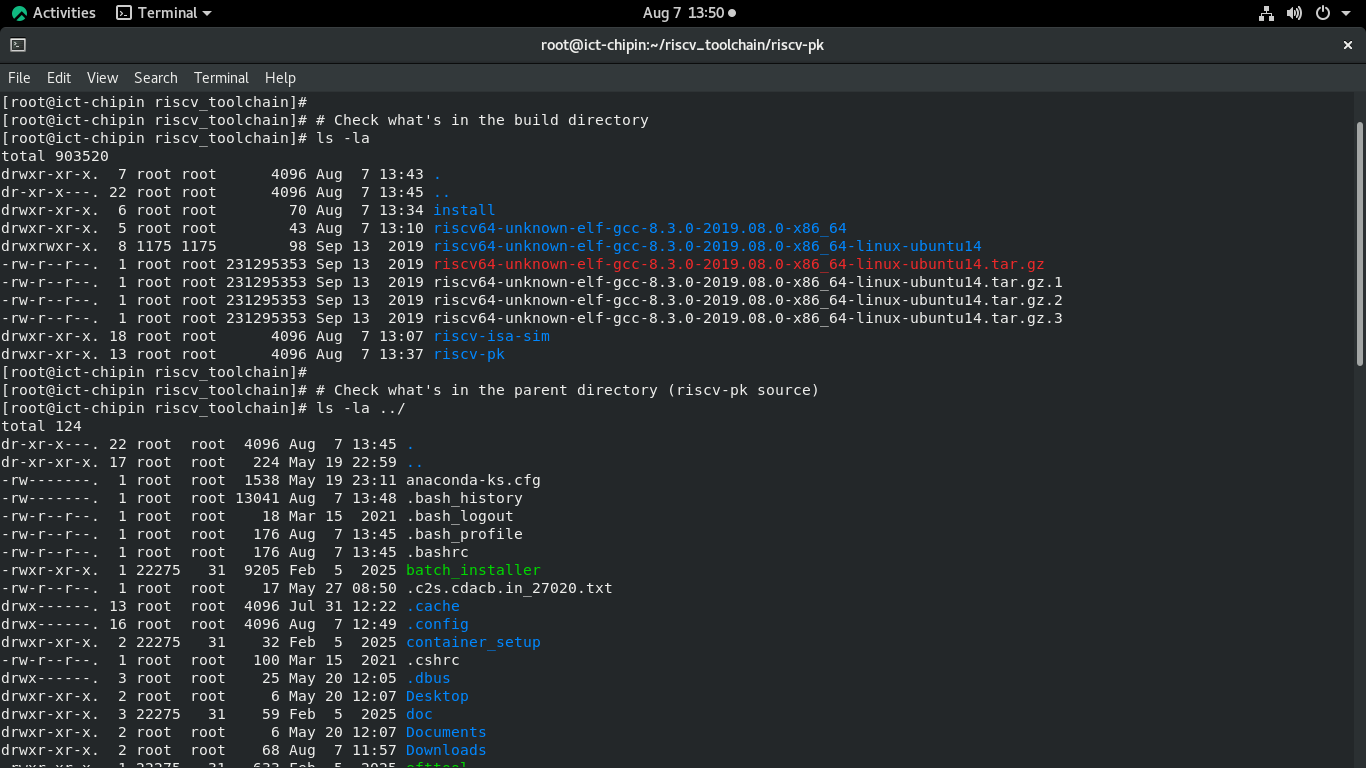 Activities Terminal Aug 7 13:50
root@ict-chipin:~/riscv_toolchain/riscv-pk
File Edit View Search Terminal Help
[root@ict-chipin riscv_toolchain]#
[root@ict-chipin riscv_toolchain]# # Check what's in the build directory
[root@ict-chipin riscv_toolchain]# ls -la
total 903520
drwxr-xr-x.  7 root root      4096 Aug  7 13:43 .
dr-xr-x---. 22 root root      4096 Aug  7 13:45 ..
drwxr-xr-x.  6 root root        70 Aug  7 13:34 install
drwxr-xr-x.  5 root root        43 Aug  7 13:10 riscv64-unknown-elf-gcc-8.3.0-2019.08.0-x86_64
drwxrwxr-x.  8 1175 1175        98 Sep 13  2019 riscv64-unknown-elf-gcc-8.3.0-2019.08.0-x86_64-linux-ubuntu14
-rw-r--r--.  1 root root 231295353 Sep 13  2019 riscv64-unknown-elf-gcc-8.3.0-2019.08.0-x86_64-linux-ubuntu14.tar.gz
-rw-r--r--.  1 root root 231295353 Sep 13  2019 riscv64-unknown-elf-gcc-8.3.0-2019.08.0-x86_64-linux-ubuntu14.tar.gz.1
-rw-r--r--.  1 root root 231295353 Sep 13  2019 riscv64-unknown-elf-gcc-8.3.0-2019.08.0-x86_64-linux-ubuntu14.tar.gz.2
-rw-r--r--.  1 root root 231295353 Sep 13  2019 riscv64-unknown-elf-gcc-8.3.0-2019.08.0-x86_64-linux-ubuntu14.tar.gz.3
drwxr-xr-x. 18 root root      4096 Aug  7 13:07 riscv-isa-sim
drwxr-xr-x. 13 root root      4096 Aug  7 13:37 riscv-pk
[root@ict-chipin riscv_toolchain]#
[root@ict-chipin riscv_toolchain]# # Check what's in the parent directory (riscv-pk source)
[root@ict-chipin riscv_toolchain]# ls -la ../
total 124
dr-xr-x---. 22 root  root  4096 Aug  7 13:45 .
dr-xr-xr-x. 17 root  root   224 May 19 22:59 ..
-rw-------.  1 root  root  1538 May 19 23:11 anaconda-ks.cfg
-rw-------.  1 root  root 13041 Aug  7 13:48 .bash_history
-rw-r--r--.  1 root  root    18 Mar 15  2021 .bash_logout
-rw-r--r--.  1 root  root   176 Aug  7 13:45 .bash_profile
-rw-r--r--.  1 root  root   176 Aug  7 13:45 .bashrc
-rwxr-xr-x.  1 22275   31  9205 Feb  5  2025 batch_installer
-rw-r--r--.  1 root  root    17 May 27 08:50 .c2s.cdacb.in_27020.txt
drwx------. 13 root  root  4096 Jul 31 12:22 .cache
drwx------. 16 root  root  4096 Aug  7 12:49 .config
drwxr-xr-x.  2 22275   31    32 Feb  5  2025 container_setup
-rw-r--r--.  1 root  root   100 Mar 15  2021 .cshrc
drwx------.  3 root  root    25 May 20 12:05 .dbus
drwxr-xr-x.  2 root  root     6 May 20 12:07 Desktop
drwxr-xr-x.  3 22275   31    59 Feb  5  2025 doc
drwxr-xr-x.  2 root  root     6 May 20 12:07 Documents
drwxr-xr-x.  2 root  root    68 Aug  7 11:57 Downloads